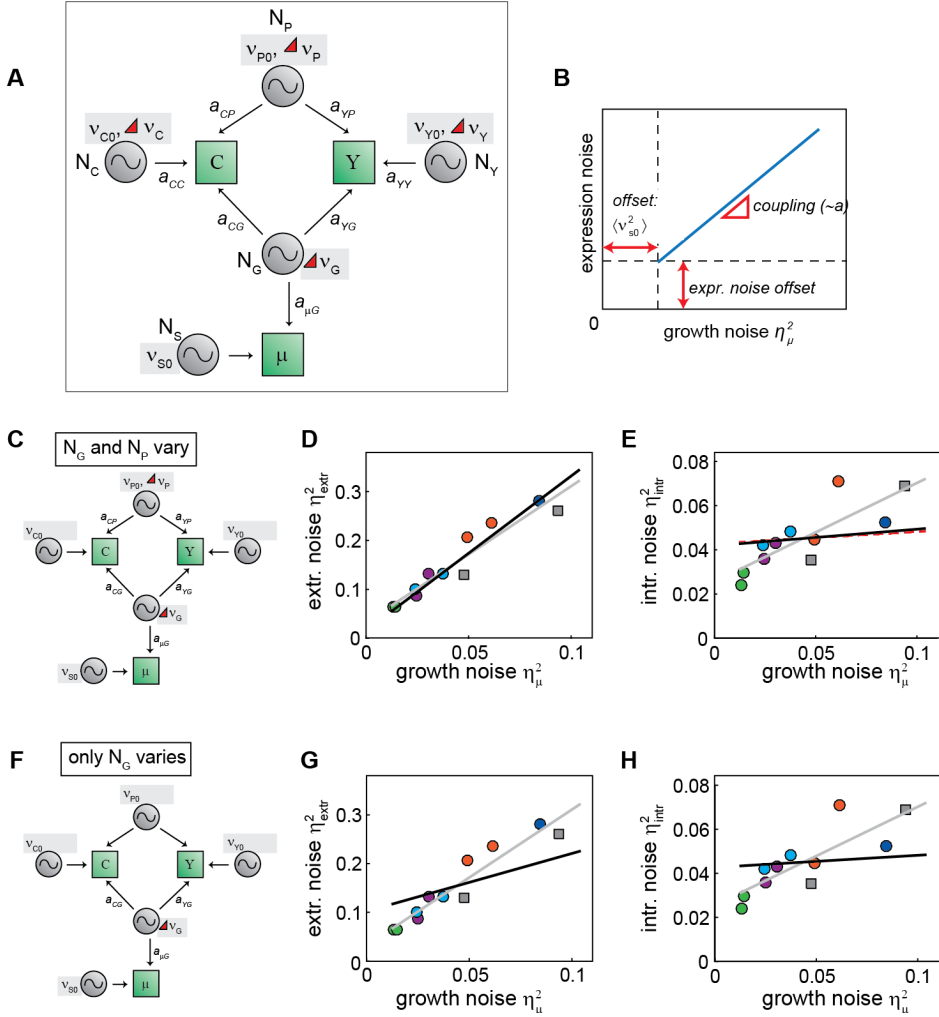 A
N_P
ν_P0, ν_P
a_CP
a_YP
ν_C0, ν_C
ν_Y0, ν_Y
N_C
C
Y
N_Y
a_CC
a_YY
a_CG
a_YG
N_G
ν_G
a_μG
N_S
ν_S0
μ
B
expression noise
offset:
⟨ν²_s0⟩
coupling (~a)
expr. noise offset
0
growth noise η²_μ
C
N_G and N_P vary
ν_P0, ν_P
a_CP
a_YP
ν_C0
ν_Y0
C
Y
a_CG
a_YG
ν_G
a_μG
ν_S0
μ
D
extr. noise η²_extr
0.3
0.2
0.1
0
0
0.05
0.1
growth noise η²_μ
E
intr. noise η²_intr
0.08
0.06
0.04
0.02
0
0
0.05
0.1
growth noise η²_μ
F
only N_G varies
ν_P0
ν_C0
ν_Y0
C
Y
a_CG
a_YG
ν_G
a_μG
ν_S0
μ
G
extr. noise η²_extr
0.3
0.2
0.1
0
0
0.05
0.1
growth noise η²_μ
H
intr. noise η²_intr
0.08
0.06
0.04
0.02
0
0
0.05
0.1
growth noise η²_μ